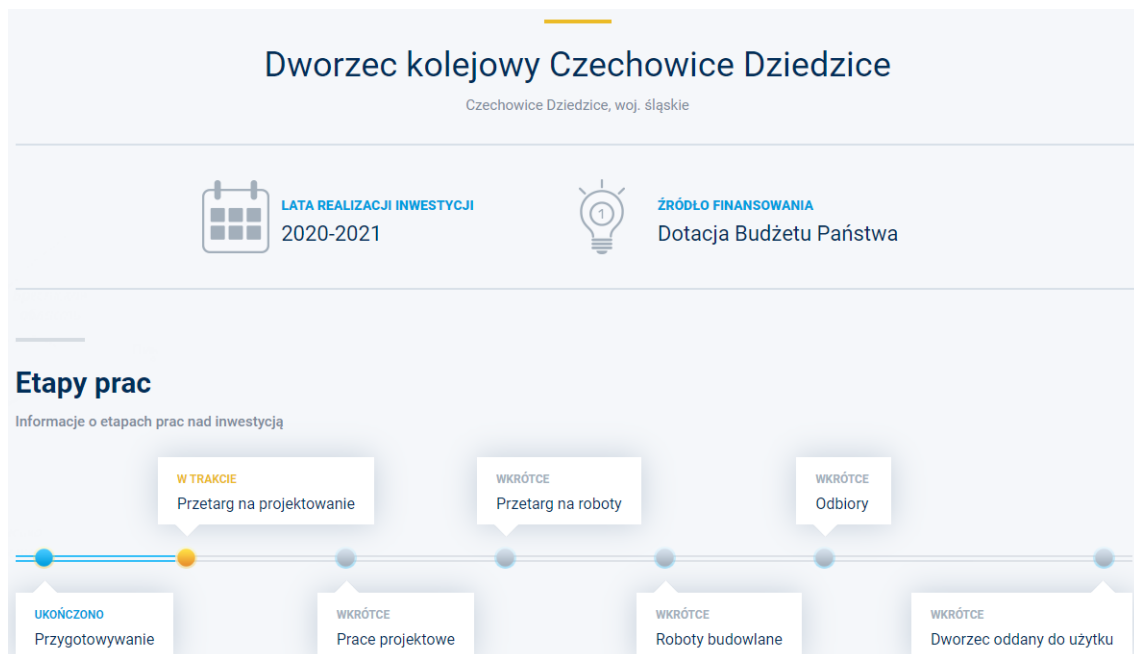 Dworzec kolejowy Czechowice Dziedzice
Czechowice Dziedzice, woj. śląskie
LATA REALIZACJI INWESTYCJI
2020-2021
1
ŹRÓDŁO FINANSOWANIA
Dotacja Budżetu Państwa
Etapy prac
Informacje o etapach prac nad inwestycją
W TRAKCIE
Przetarg na projektowanie
WKRÓTCE
Przetarg na roboty
WKRÓTCE
Odbiory
UKOŃCZONO
Przygotowywanie
WKRÓTCE
Prace projektowe
WKRÓTCE
Roboty budowlane
WKRÓTCE
Dworzec oddany do użytku